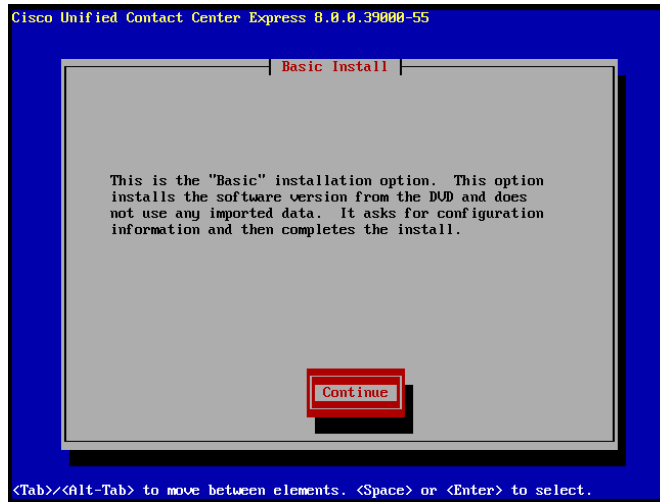 Cisco Unified Contact Center Express 8.0.0.39000-55
Basic Install
This is the "Basic" installation option.  This option
installs the software version from the DVD and does
not use any imported data.  It asks for configuration
information and then completes the install.
Continue
<Tab>/<Alt-Tab> to move between elements. <Space> or <Enter> to select.